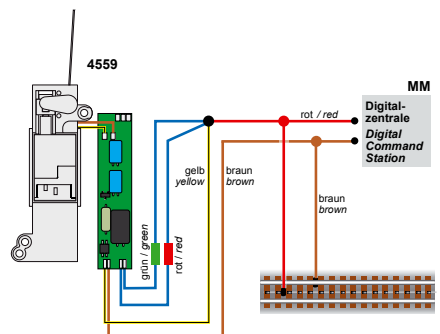 4559
MM
rot / red
Digital-
zentrale
Digital
Command
Station
gelb
yellow
braun
brown
braun
brown
grün / green
rot / red